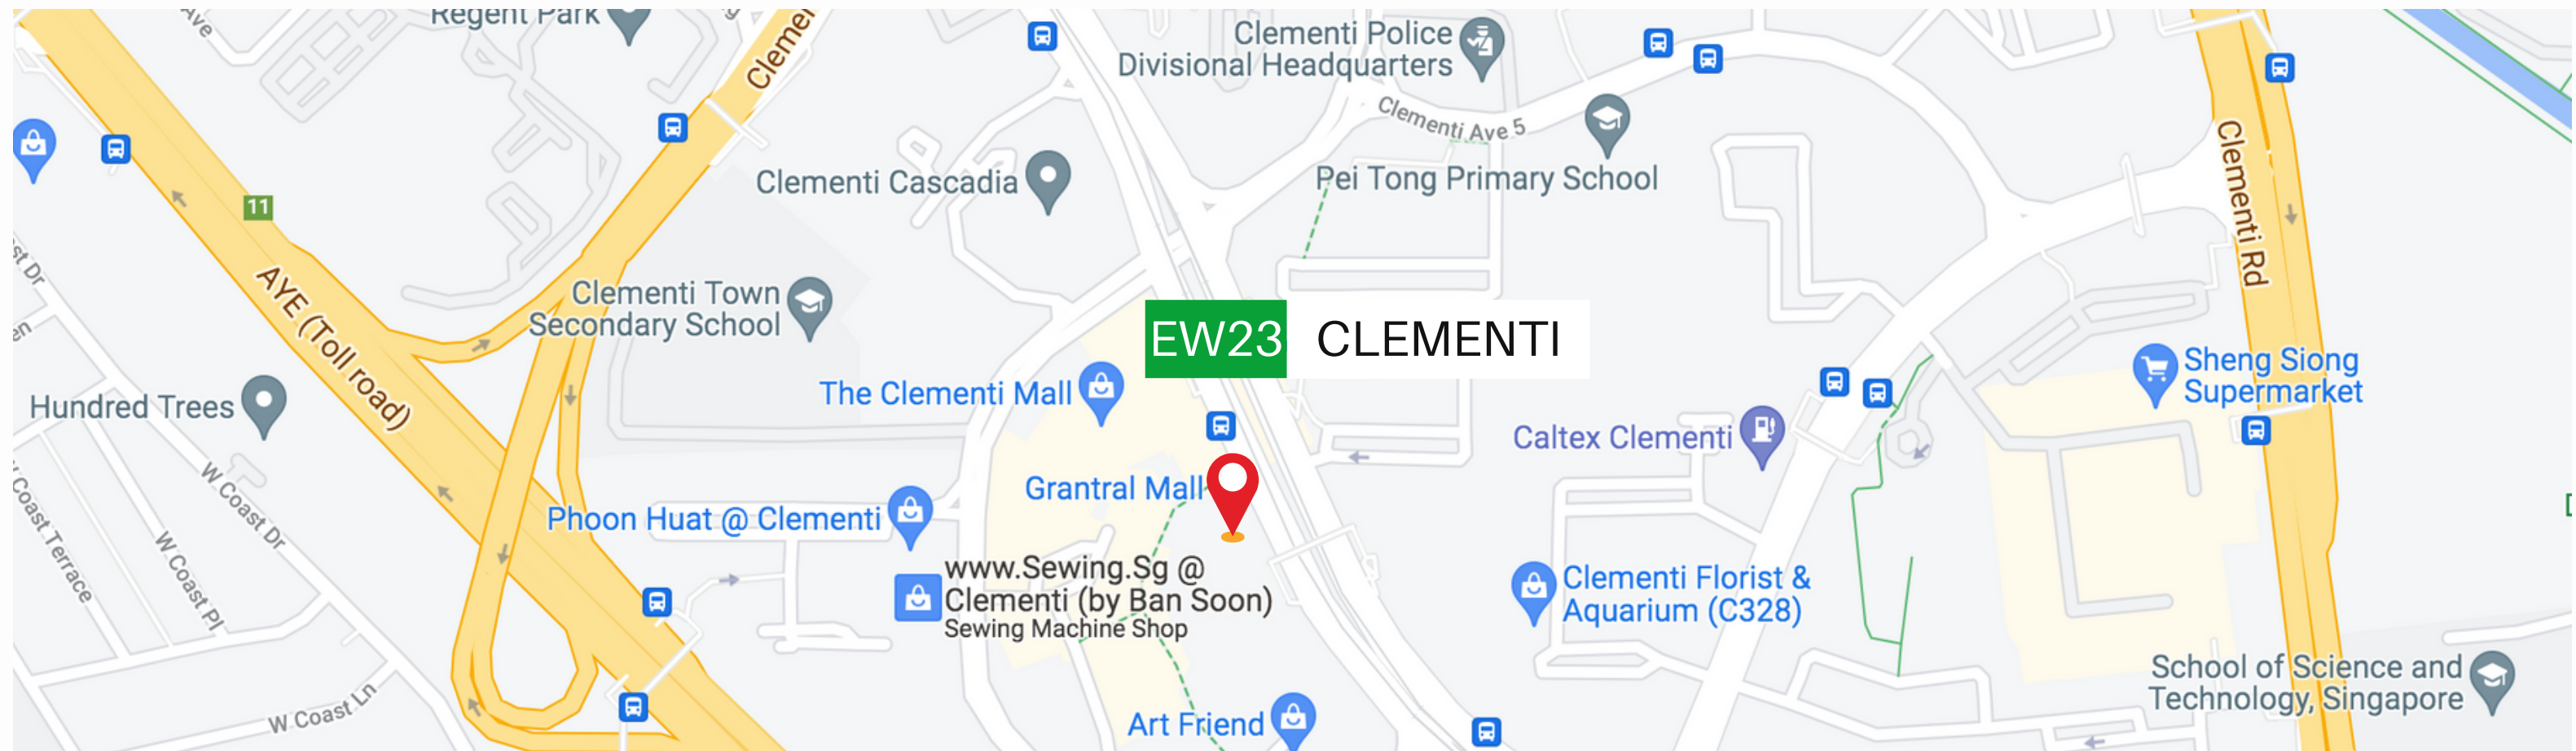 Ave
Regent Park
Clemen
Clementi Police
Divisional Headquarters
Clementi Ave 5
Pei Tong Primary School
Clementi Cascadia
11
Clementi Rd
AYE (Toll road)
Clementi Town
Secondary School
EW23 CLEMENTI
The Clementi Mall
Sheng Siong
Supermarket
Hundred Trees
Caltex Clementi
Grantral Mall
Phoon Huat @ Clementi
W Coast Dr
W Coast Pl
Coast Terrace
www.Sewing.Sg @
Clementi (by Ban Soon)
Sewing Machine Shop
Clementi Florist &
Aquarium (C328)
School of Science and
Technology, Singapore
W Coast Ln
Art Friend